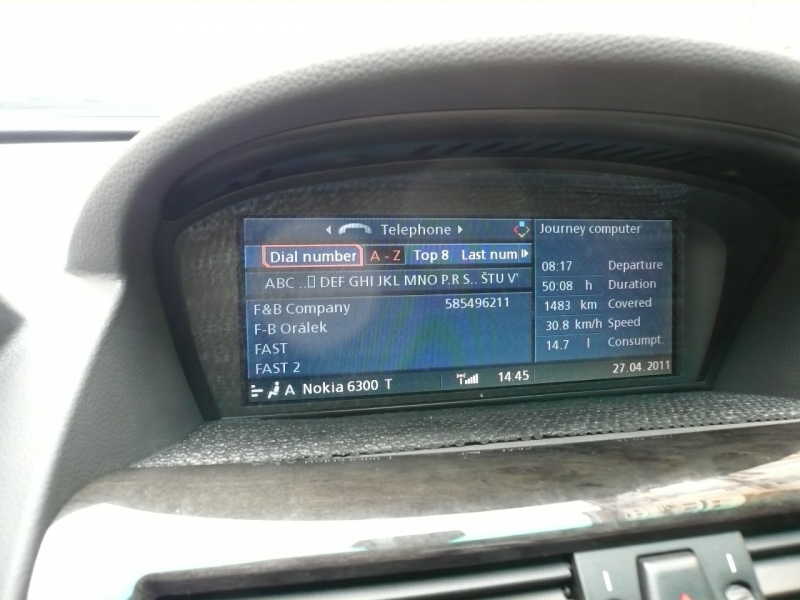 Telephone
Dial number A - Z Top 8 Last num
ABC .. DEF GHI JKL MNO P.R S.. ŠTU V
F&B Company 585496211
F-B Orálek
FAST
FAST 2
A Nokia 6300 T 14:45
Journey computer
08:17 Departure
50:08 h Duration
1483 km Covered
30.8 km/h Speed
14.7 l Consumpt.
27.04.2011